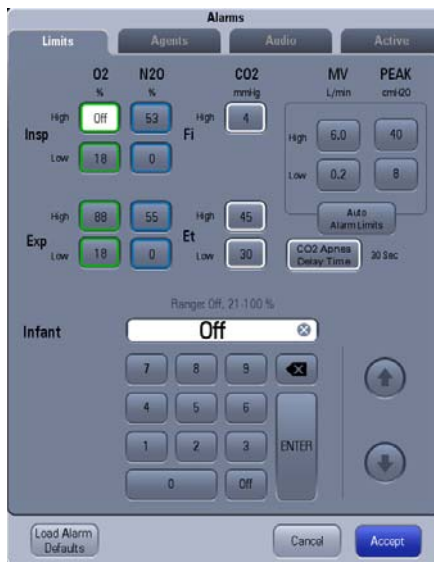 Alarms
Limits Agents Audio Active
O2 N2O CO2 MV PEAK
% % mmHg L/min cmH2O
High Off 53 High 4
Insp Fi High 6.0 40
Low 18 0
Low 0.2 8
High 88 55 High 45 Auto
Alarm Limits
Exp Et
Low 18 0 Low 30 CO2 Apnea
Delay Time 30 Sec
Range: Off, 21-100 %
Infant Off
7 8 9
4 5 6
1 2 3 ENTER
0 Off
Load Alarm
Defaults
Cancel Accept